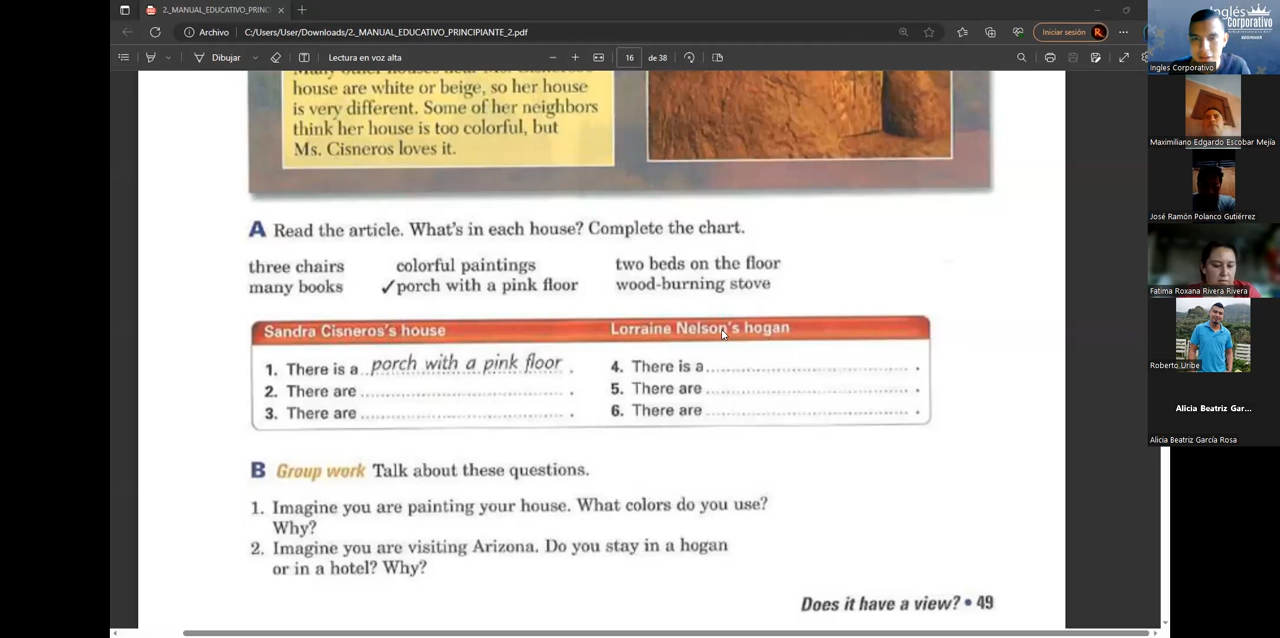 2._MANUAL_EDUCATIVO_PRINCI
Archivo
C:/Users/User/Downloads/2._MANUAL_EDUCATIVO_PRINCIPIANTE_2.pdf
Iniciar sesión
R
Dibujar
Lectura en voz alta
16
de 38
house are white or beige, so her house
is very different. Some of her neighbors
think her house is too colorful, but
Ms. Cisneros loves it.
A Read the article. What's in each house? Complete the chart.
three chairs
colorful paintings
two beds on the floor
many books
✓porch with a pink floor
wood-burning stove
Sandra Cisneros's house
Lorraine Nelson's hogan
1. There is a porch with a pink floor .
4. There is a .
2. There are .
5. There are .
3. There are .
6. There are .
B Group work Talk about these questions.
1. Imagine you are painting your house. What colors do you use?
Why?
2. Imagine you are visiting Arizona. Do you stay in a hogan
or in a hotel? Why?
Does it have a view? • 49
Inglés
Corporativo
Ingles Corporativo
Maximiliano Edgardo Escobar Mejía
José Ramón Polanco Gutiérrez
Fatima Roxana Rivera Rivera
Roberto Uribe
Alicia Beatriz Gar...
Alicia Beatriz García Rosa